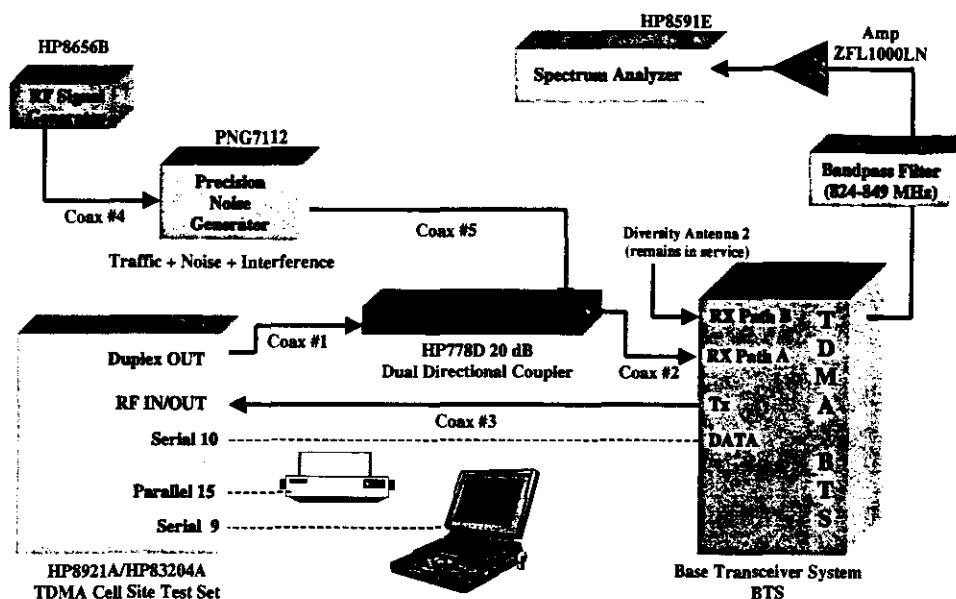 HP8656B
RF Signal
Generator
HP8591E
Spectrum Analyzer
Amp
ZFL1000LN
PNG7112
Precision
Noise
Generator
Bandpass Filter
(824-849 MHz)
Coax #4
Coax #5
Traffic + Noise + Interference
Diversity Antenna 2
(remains in service)
Duplex OUT
Coax #1
HP778D 20 dB
Dual Directional Coupler
Coax #2
RX Path B
RX Path A
Tx
DATA
TDMA BTS
RF IN/OUT
Coax #3
Serial 10
Parallel 15
Serial 9
HP8921A/HP83204A
TDMA Cell Site Test Set
Base Transceiver System
BTS